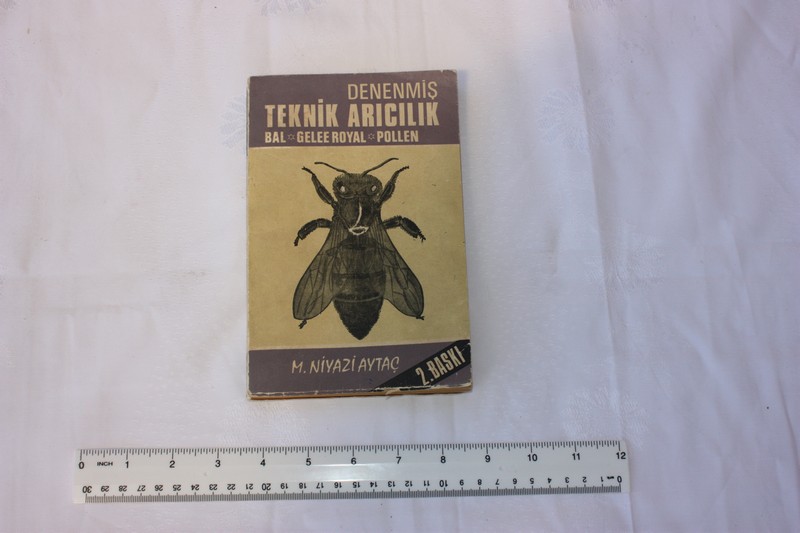 DENENMİŞ
TEKNİK ARICILIK
BAL ✡ GELEE ROYAL ✡ POLLEN
M. NİYAZİ AYTAÇ
2. BASKI
0 INCH 1 2 3 4 5 6 7 8 9 10 11 12
30 29 28 27 26 25 24 23 22 21 20 19 18 17 16 15 14 13 12 11 10 9 8 7 6 5 4 3 2 1 0